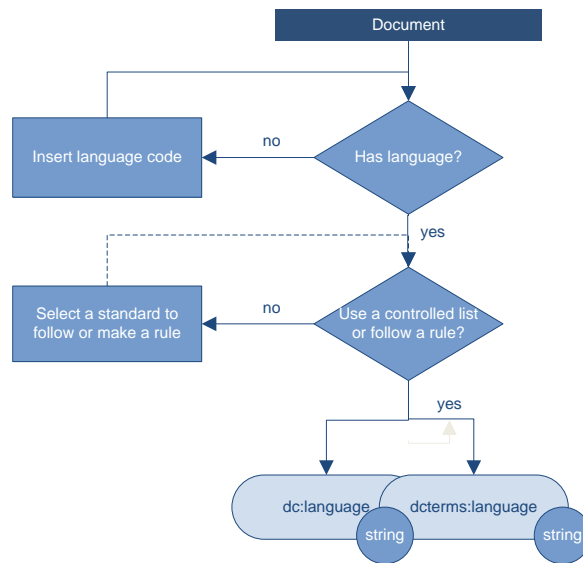 Document
Insert language code
no
Has language?
yes
Select a standard to
follow or make a rule
no
Use a controlled list
or follow a rule?
yes
dc:language
dcterms:language
string
string